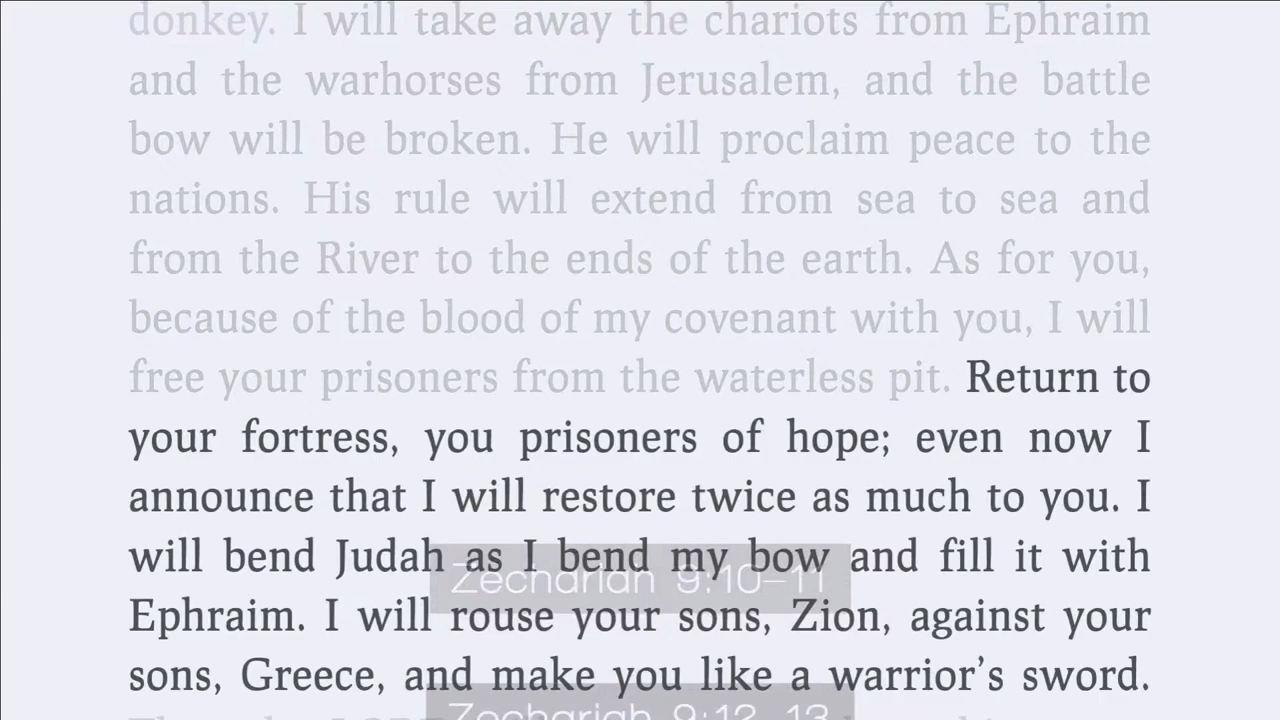 donkey. I will take away the chariots from Ephraim
and the warhorses from Jerusalem, and the battle
bow will be broken. He will proclaim peace to the
nations. His rule will extend from sea to sea and
from the River to the ends of the earth. As for you,
because of the blood of my covenant with you, I will
free your prisoners from the waterless pit. Return to
your fortress, you prisoners of hope; even now I
announce that I will restore twice as much to you. I
will bend Judah as I bend my bow and fill it with
Zechariah 9:10–11
Ephraim. I will rouse your sons, Zion, against your
sons, Greece, and make you like a warrior’s sword.
Zechariah 9:12–13